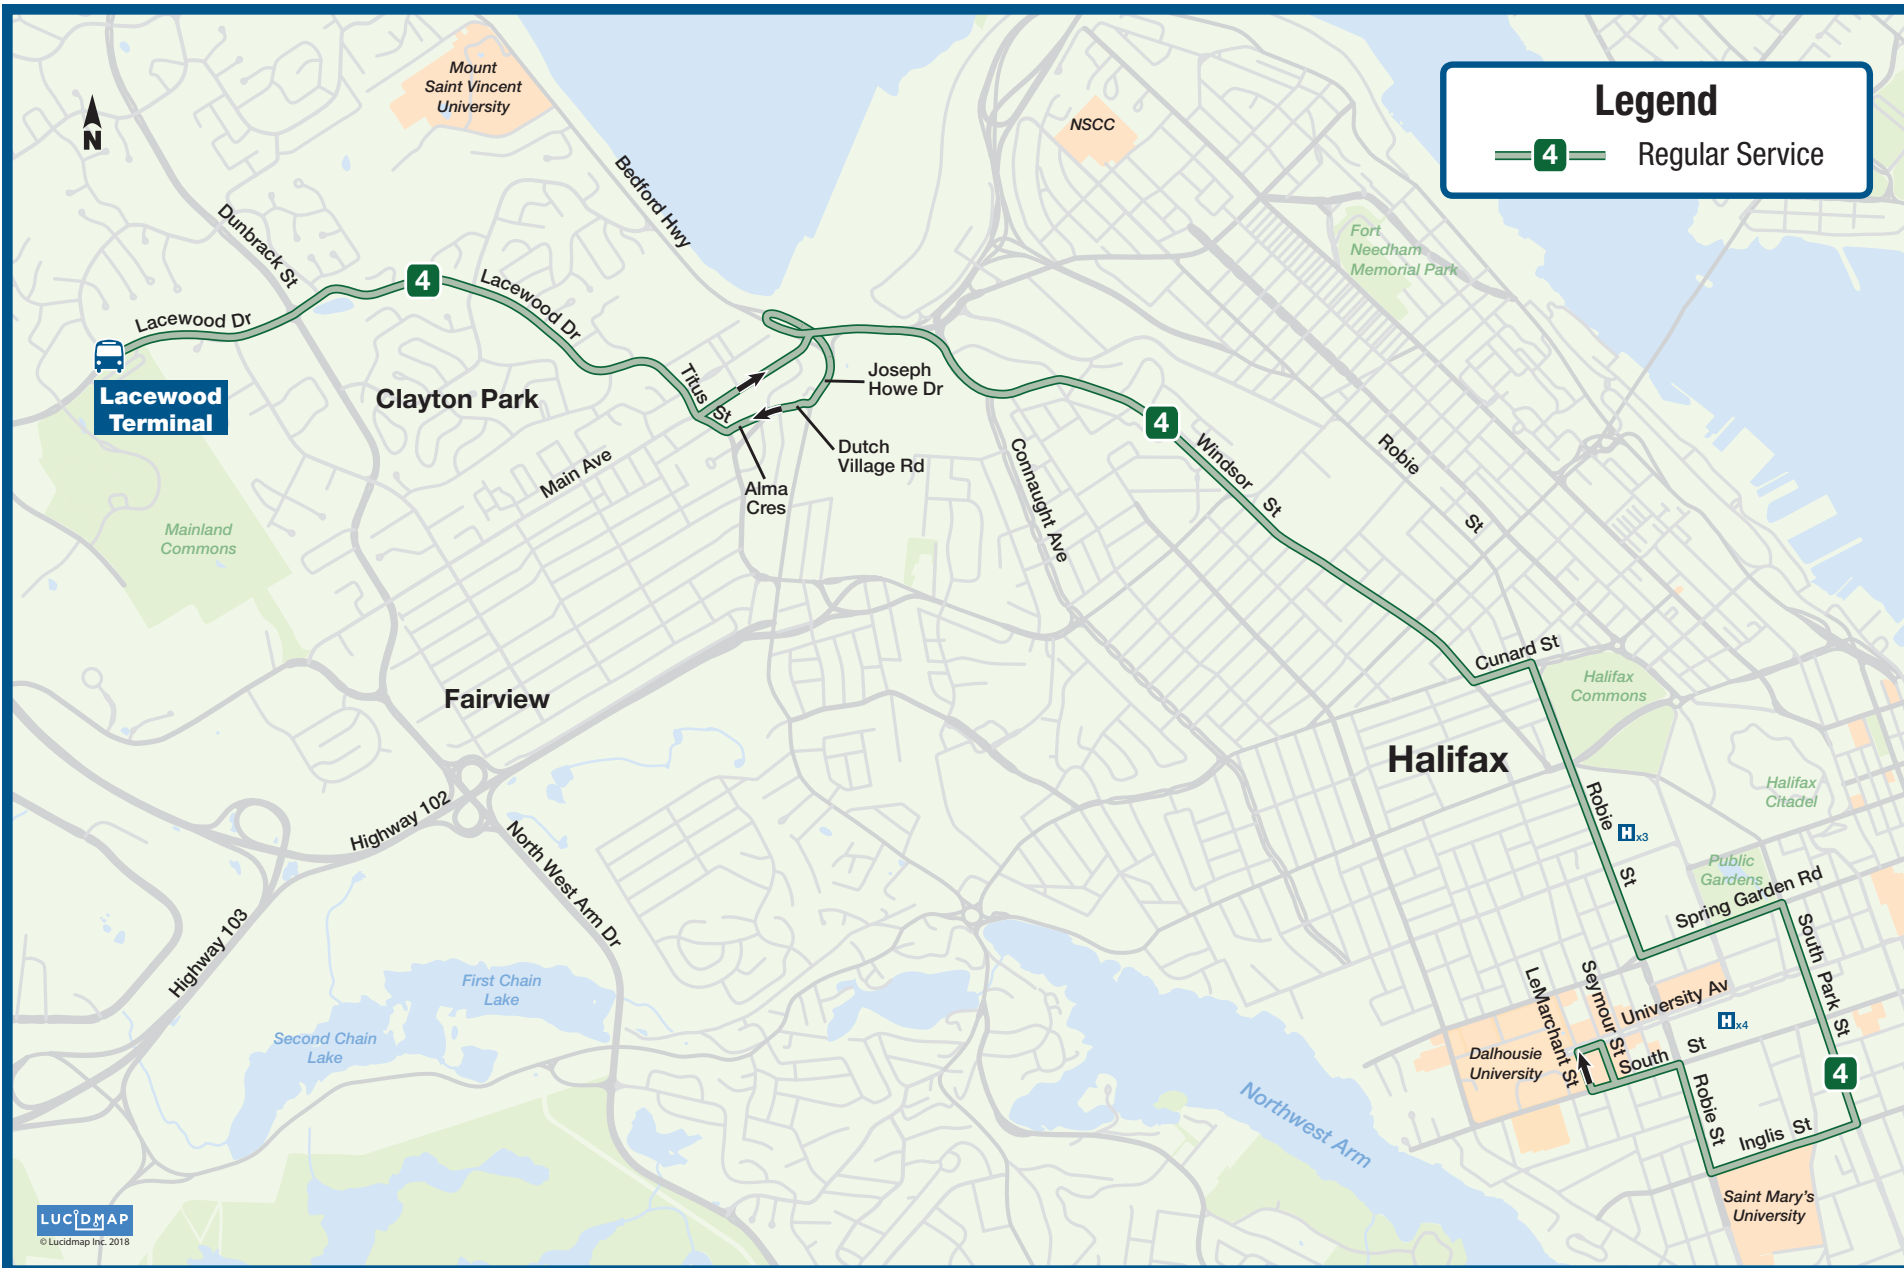 Legend
4
Regular Service
N
Mount
Saint Vincent
University
NSCC
Bedford Hwy
Dunbrack St
Fort
Needham
Memorial Park
4
Lacewood Dr
Lacewood Dr
Lacewood
Terminal
Clayton Park
Titus St
Joseph
Howe Dr
Dutch
Village Rd
Alma
Cres
Main Ave
4
Windsor St
Connaught Ave
Robie St
Mainland
Commons
Cunard St
Halifax
Commons
Fairview
Halifax
Halifax
Citadel
Robie St
H x3
Highway 102
North West Arm Dr
Highway 103
Public
Gardens
Spring Garden Rd
South Park St
First Chain
Lake
Second Chain
Lake
LeMarchant St
Seymour St
University Av
H x4
South St
Dalhousie
University
4
Robie St
Inglis St
Northwest Arm
Saint Mary's
University
LUCIDMAP
© Lucidmap Inc. 2018